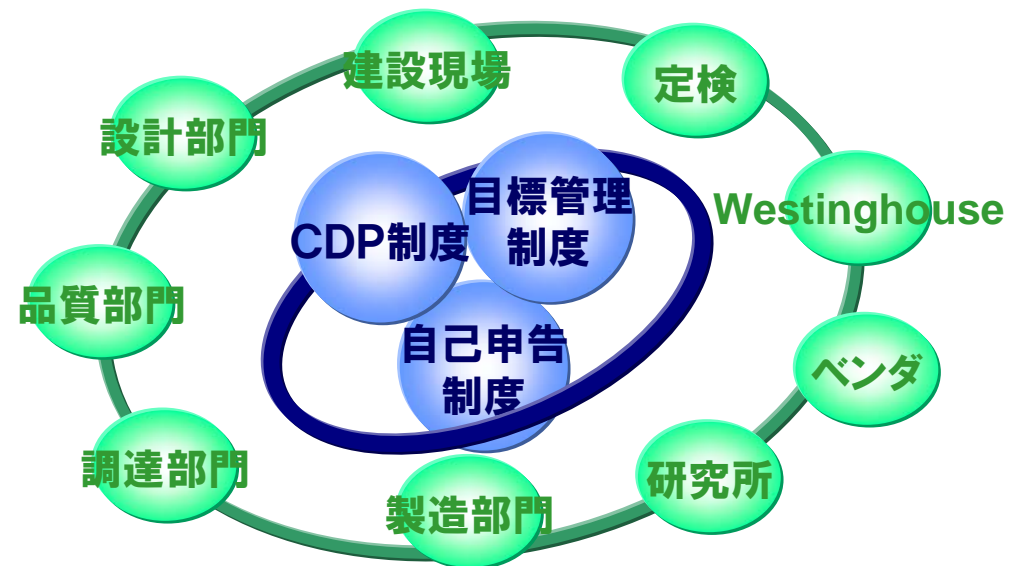 建設現場
定検
設計部門
目標管理
制度
Westinghouse
CDP制度
品質部門
自己申告
制度
ベンダ
調達部門
研究所
製造部門